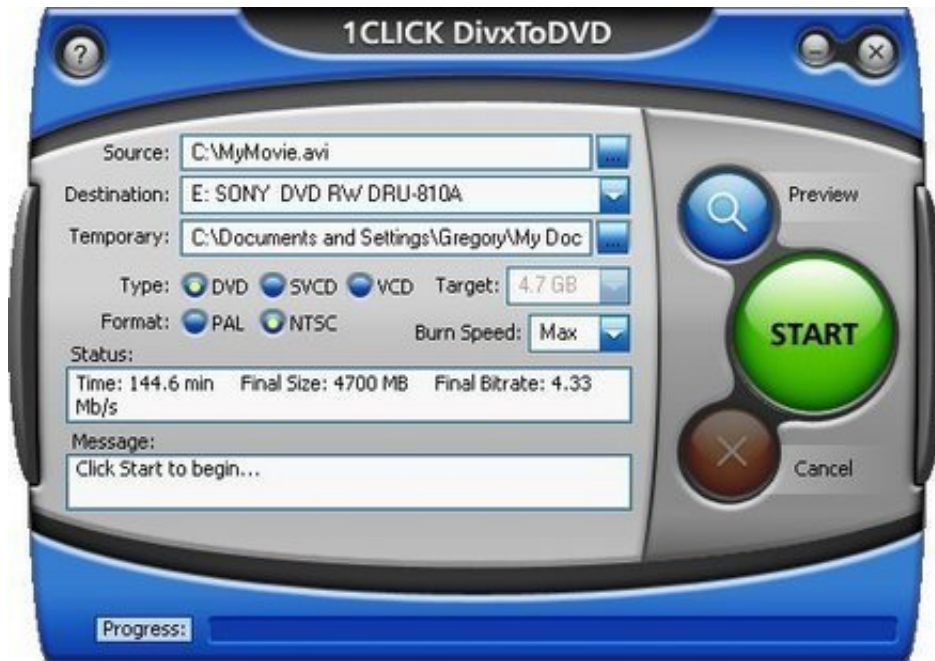 1CLICK DivxToDVD
?
Source: C:\MyMovie.avi ...
Destination: E: SONY DVD RW DRU-810A
Preview
Temporary: C:\Documents and Settings\Gregory\My Doc ...
Type: DVD SVCD VCD Target: 4.7 GB
Format: PAL NTSC Burn Speed: Max
START
Status:
Time: 144.6 min Final Size: 4700 MB Final Bitrate: 4.33
Mb/s
Message:
Click Start to begin...
Cancel
Progress: